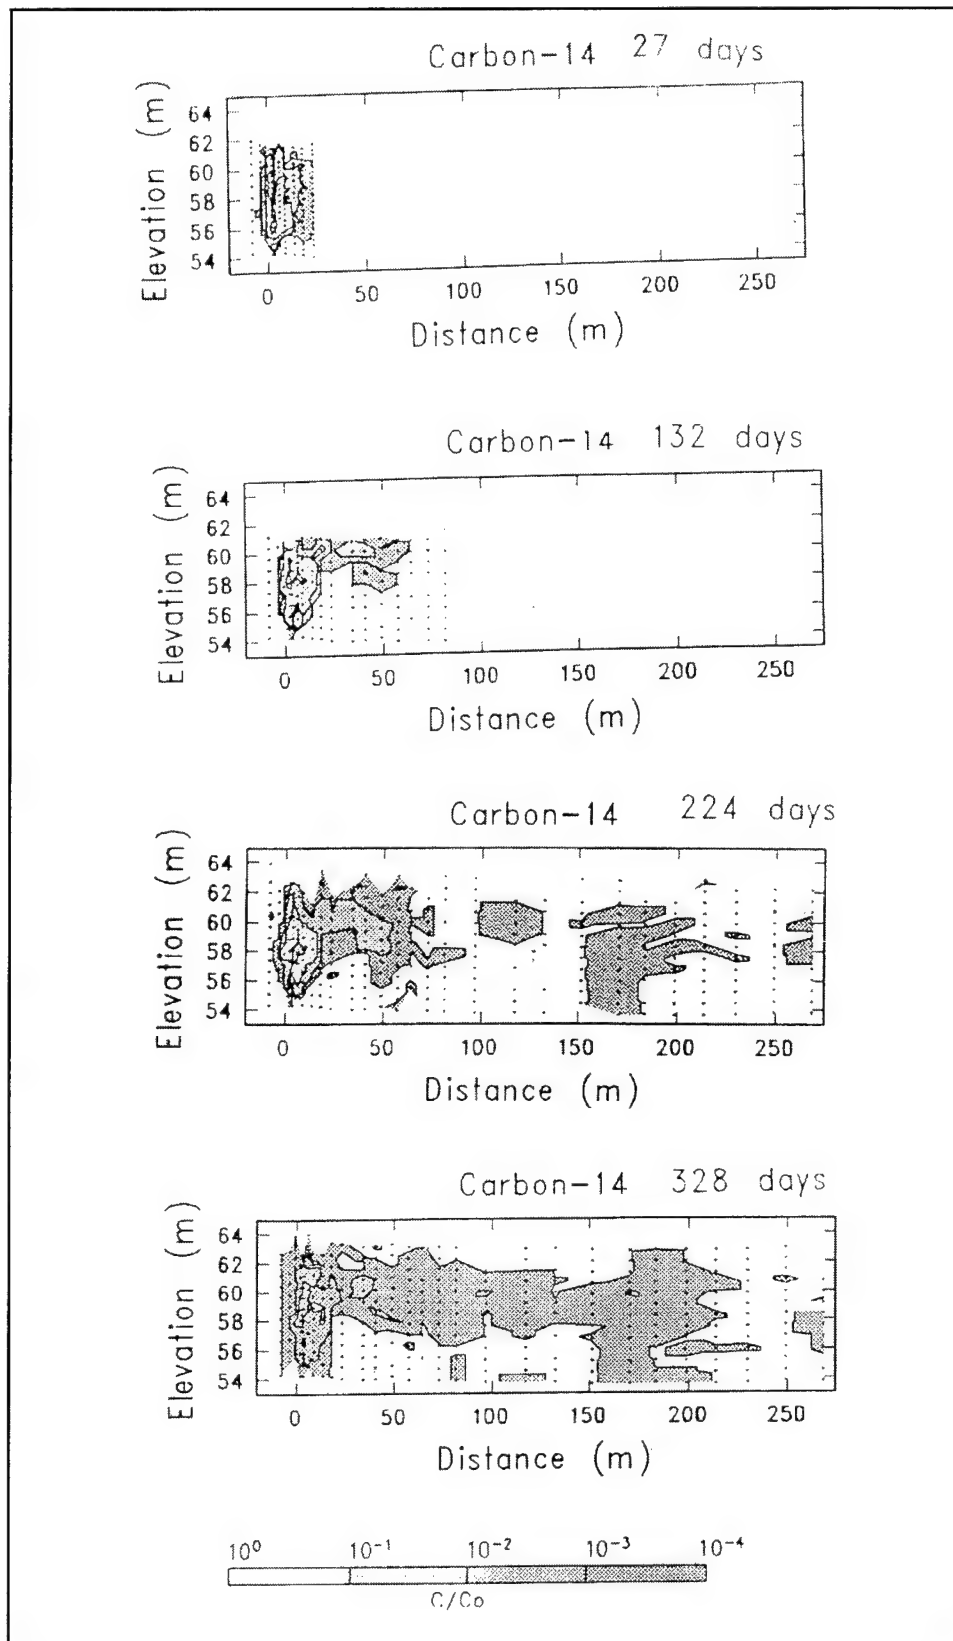 Carbon-14 27 days
Elevation (m)
64
62
60
58
56
54
0 50 100 150 200 250
Distance (m)
Carbon-14 132 days
Elevation (m)
64
62
60
58
56
54
0 50 100 150 200 250
Distance (m)
Carbon-14 224 days
Elevation (m)
64
62
60
58
56
54
0 50 100 150 200 250
Distance (m)
Carbon-14 328 days
Elevation (m)
64
62
60
58
56
54
0 50 100 150 200 250
Distance (m)
10⁰ 10⁻¹ 10⁻² 10⁻³ 10⁻⁴
C/Co